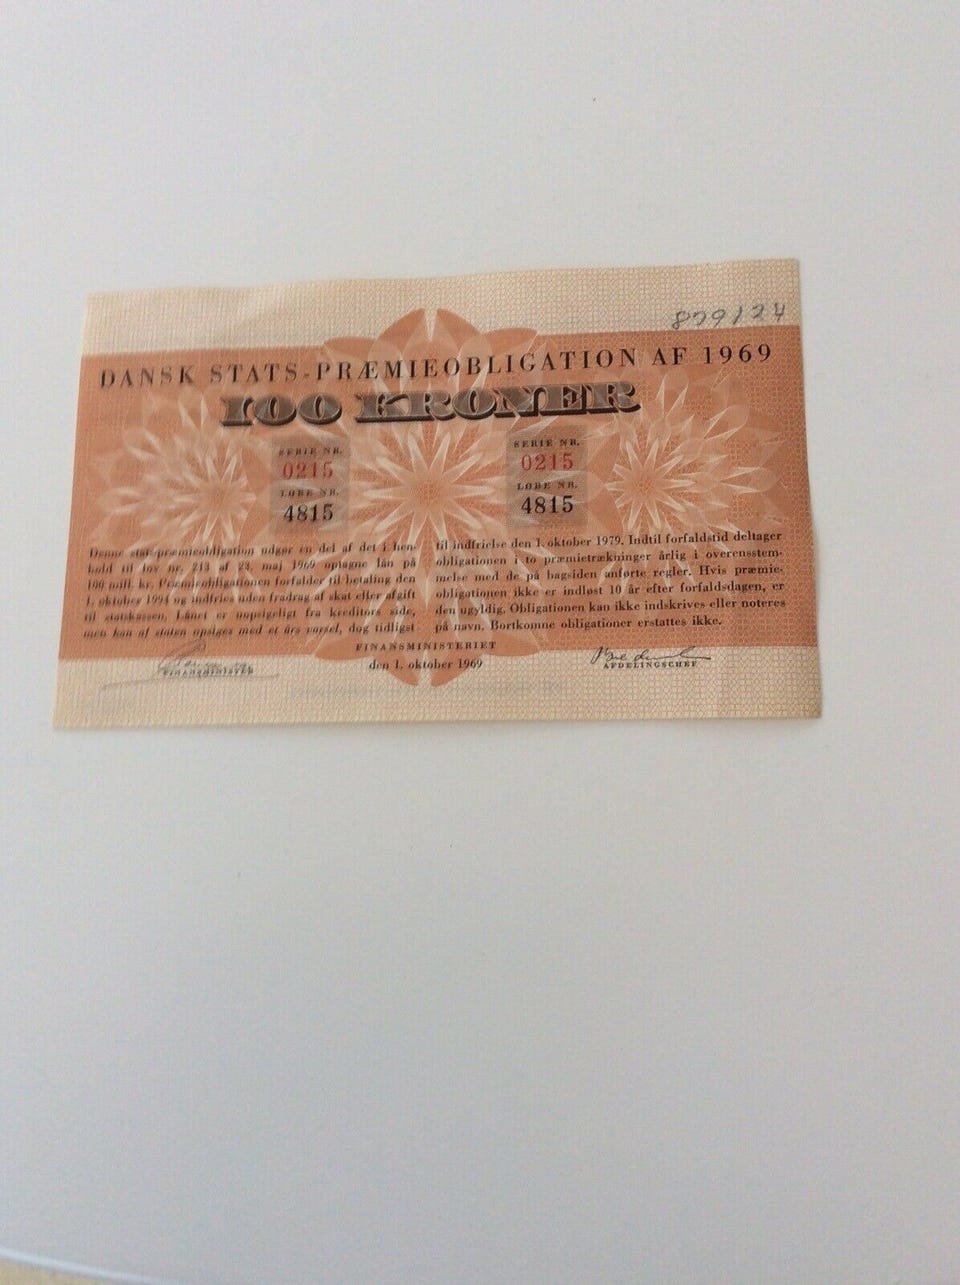 879124
DANSK STATS-PRÆMIEOBLIGATION AF 1969
100 KRONER
SERIE NR.
0215
LØBE NR.
4815
SERIE NR.
0215
LØBE NR.
4815
Denne stats-præmieobligation udgør en del af det i hen-
hold til lov nr. 213 af 23. maj 1969 optagne lån på
100 mill. kr. Præmieobligationen forfalder til betaling den
1. oktober 1994 og indfries uden fradrag af skat eller afgift
til statskassen. Lånet er uopsigeligt fra kreditors side,
men kan af staten opsiges med et års varsel, dog tidligst
til indfrielse den 1. oktober 1979. Indtil forfaldstid deltager
obligationen i to præmietrækninger årlig i overensstem-
melse med de på bagsiden anførte regler. Hvis præmie-
obligationen ikke er indløst 10 år efter forfaldsdagen, er
den ugyldig. Obligationen kan ikke indskrives eller noteres
på navn. Bortkomne obligationer erstattes ikke.
FINANSMINISTERIET
den 1. oktober 1969
FINANSMINISTER
AFDELINGSCHEF